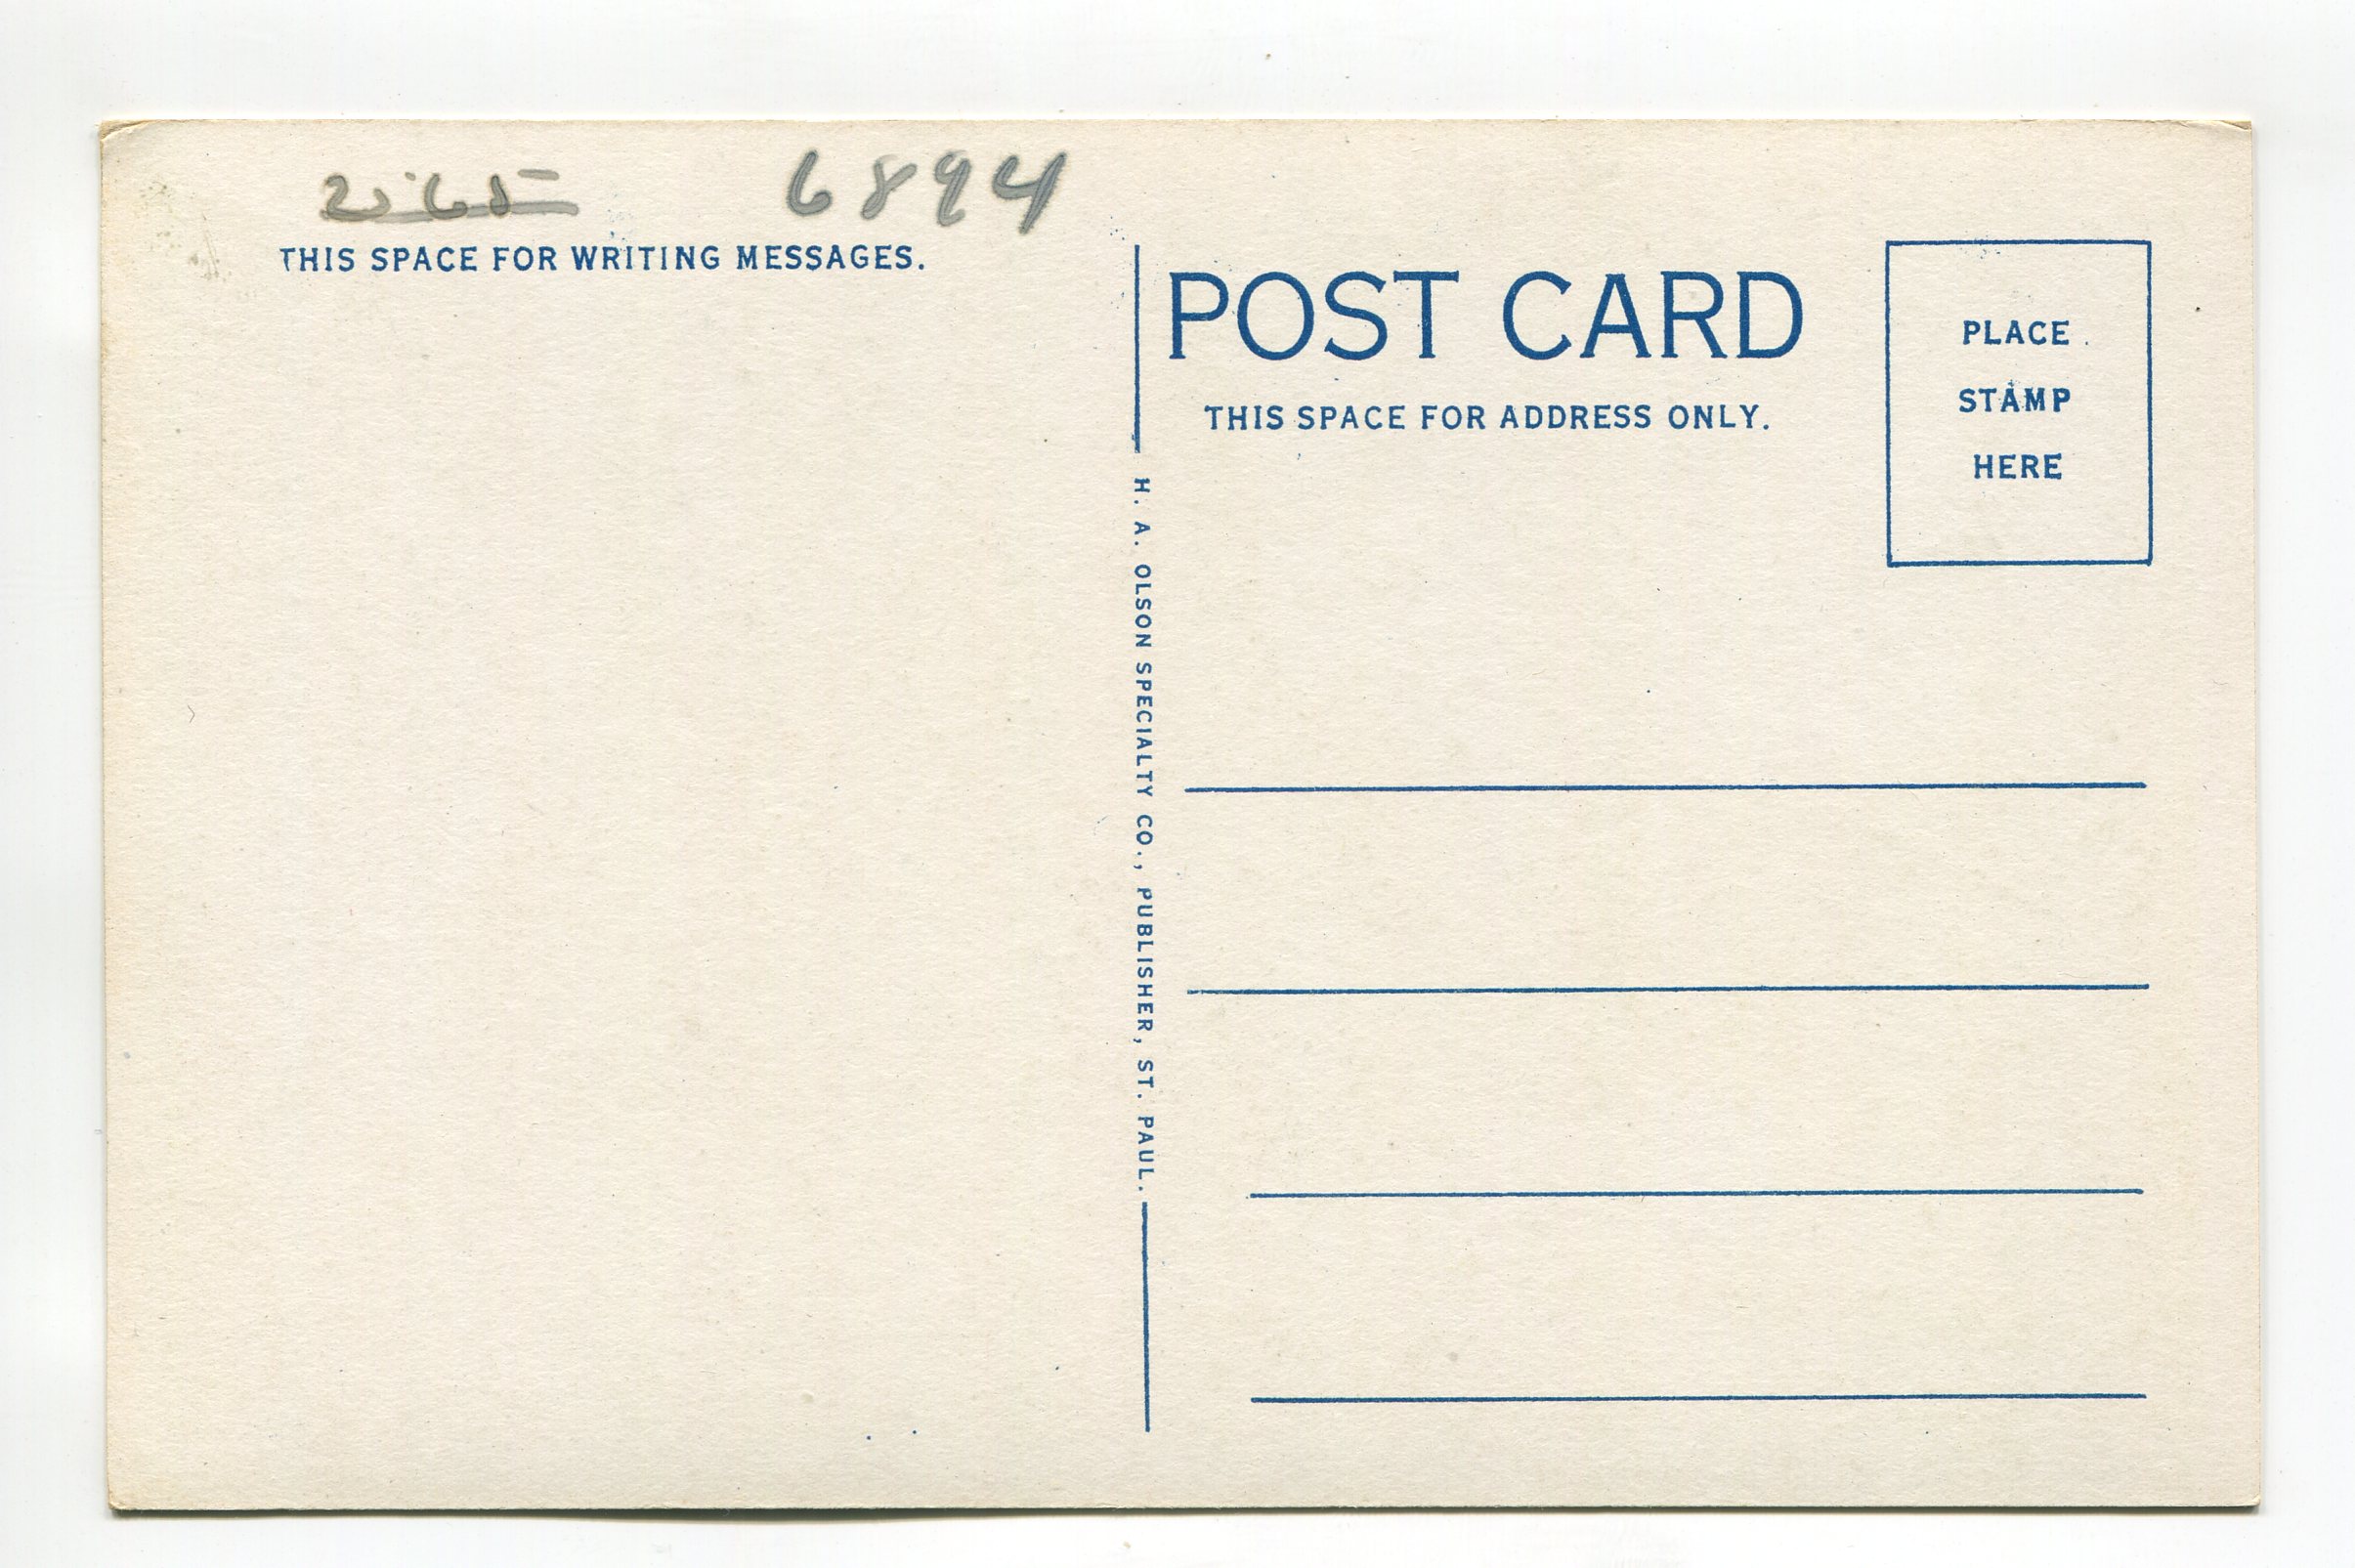 6894
THIS SPACE FOR WRITING MESSAGES.
POST CARD
THIS SPACE FOR ADDRESS ONLY.
PLACE
STAMP
HERE
H. A. OLSON SPECIALTY CO., PUBLISHER, ST. PAUL.